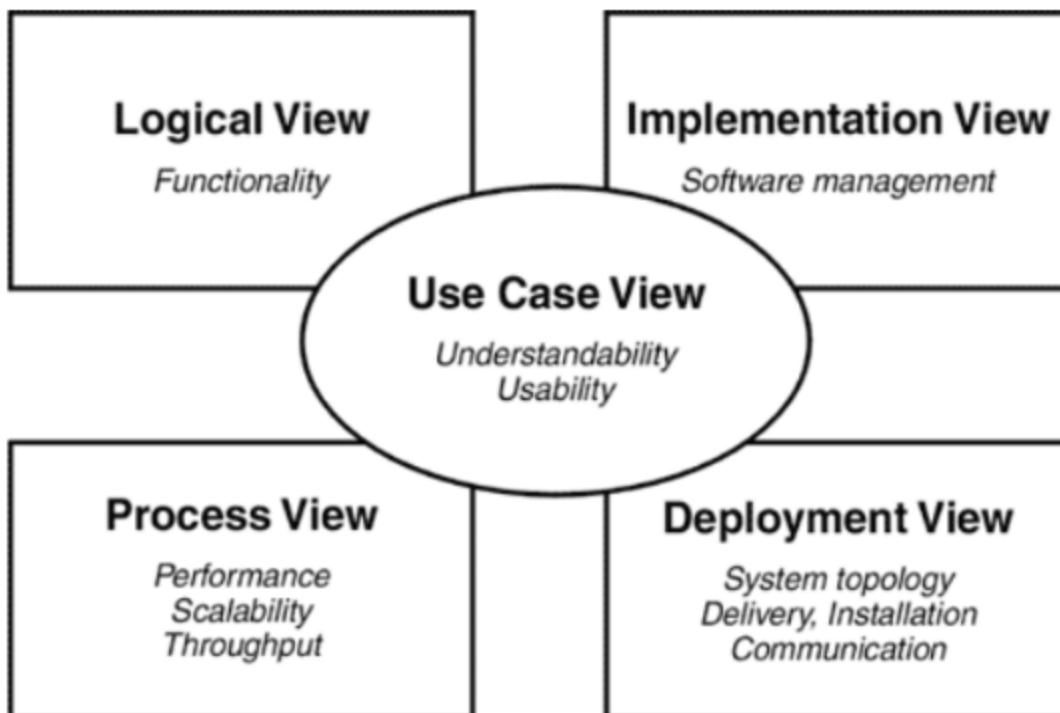 Logical View
Functionality
Implementation View
Software management
Use Case View
Understandability
Usability
Process View
Performance
Scalability
Throughput
Deployment View
System topology
Delivery, Installation
Communication